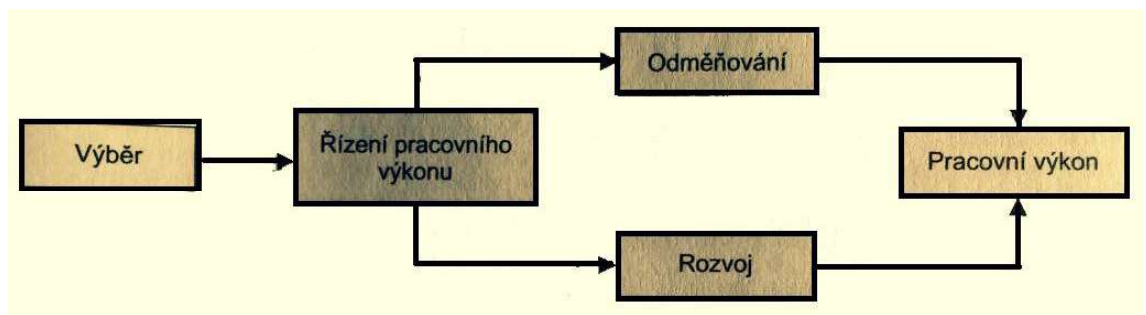 Výběr
Řízení pracovního
výkonu
Odměňování
Rozvoj
Pracovní výkon